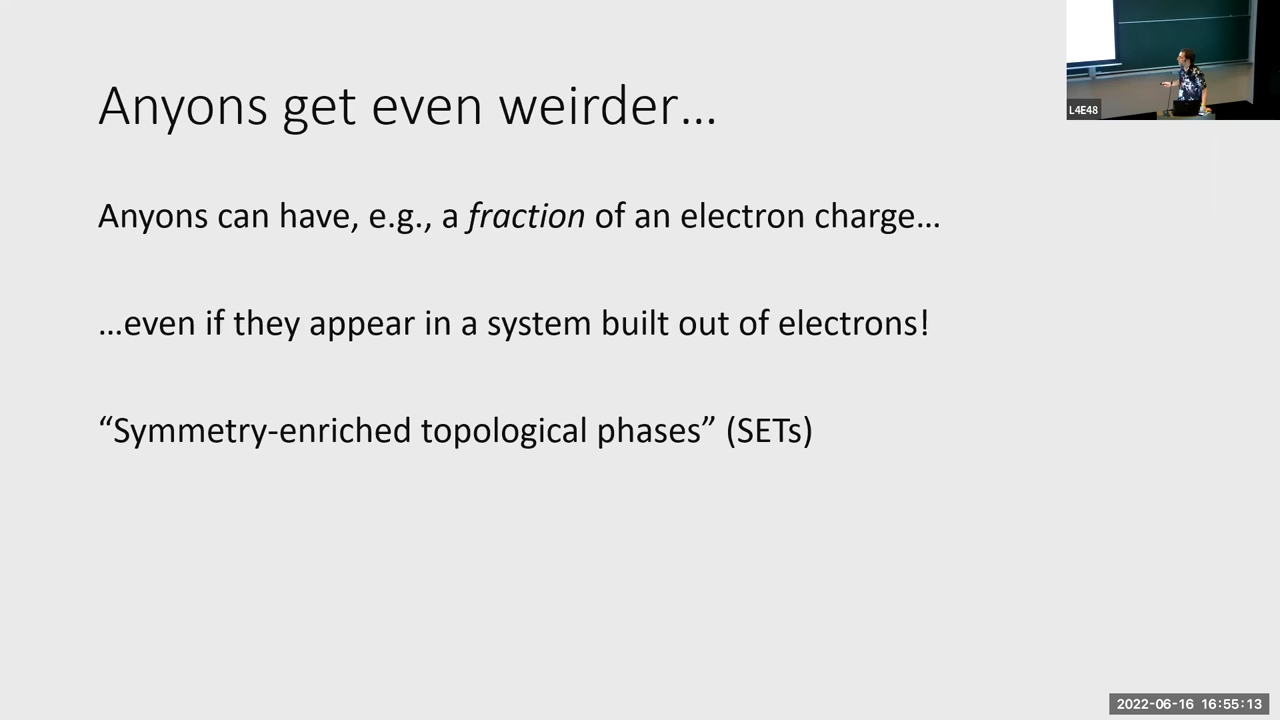 Anyons get even weirder…
L4E48
Anyons can have, e.g., a fraction of an electron charge…
…even if they appear in a system built out of electrons!
“Symmetry-enriched topological phases” (SETs)
2022-06-16 16:55:13